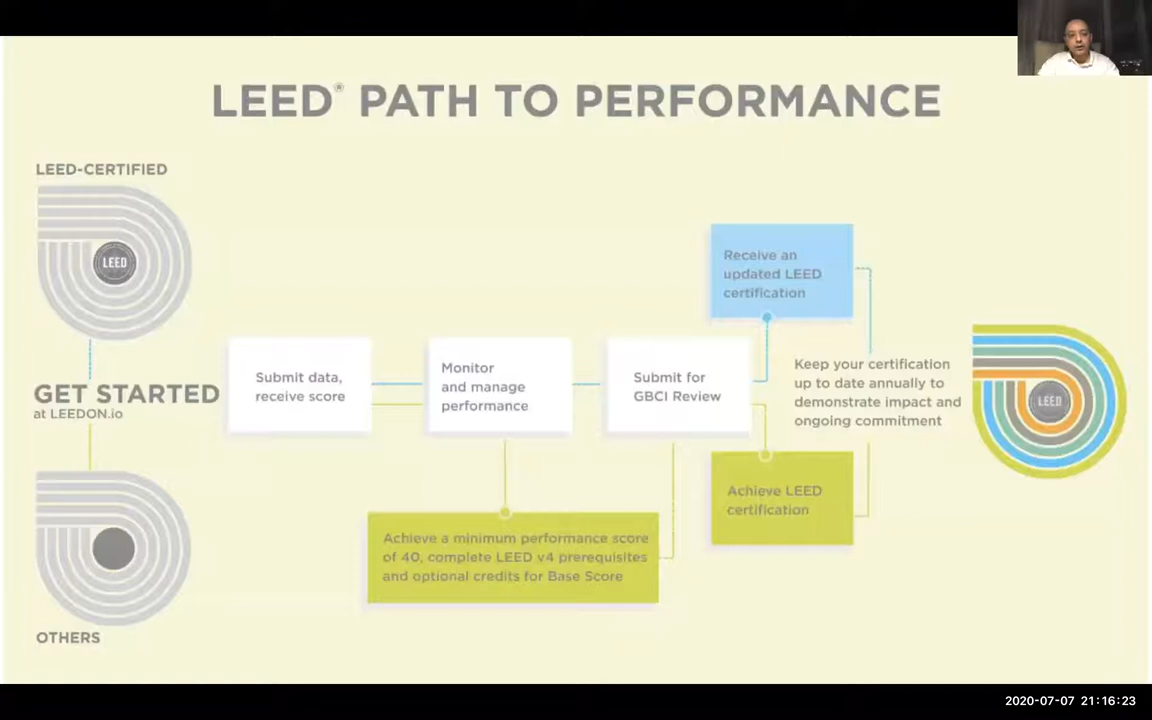 LEED® PATH TO PERFORMANCE
LEED-CERTIFIED
LEED
GET STARTED
at LEEDON.io
OTHERS
Submit data,
receive score
Monitor
and manage
performance
Achieve a minimum performance score
of 40, complete LEED v4 prerequisites
and optional credits for Base Score
Submit for
GBCI Review
Receive an
updated LEED
certification
Achieve LEED
certification
Keep your certification
up to date annually to
demonstrate impact and
ongoing commitment
LEED
2020-07-07 21:16:23